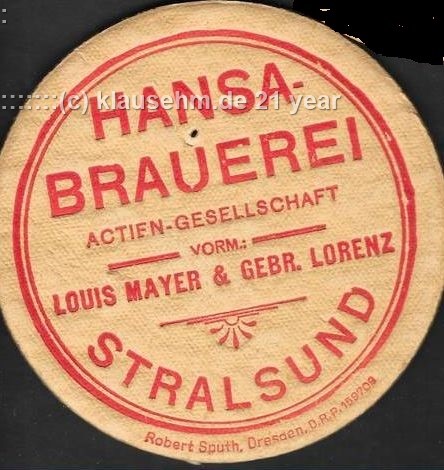 (c) klausehm.de 21 year
HANSA-
BRAUEREI
ACTIEN-GESELLSCHAFT
VORM.:
LOUIS MAYER & GEBR. LORENZ
STRALSUND
Robert Sputh, Dresden, D.R.P. 159709